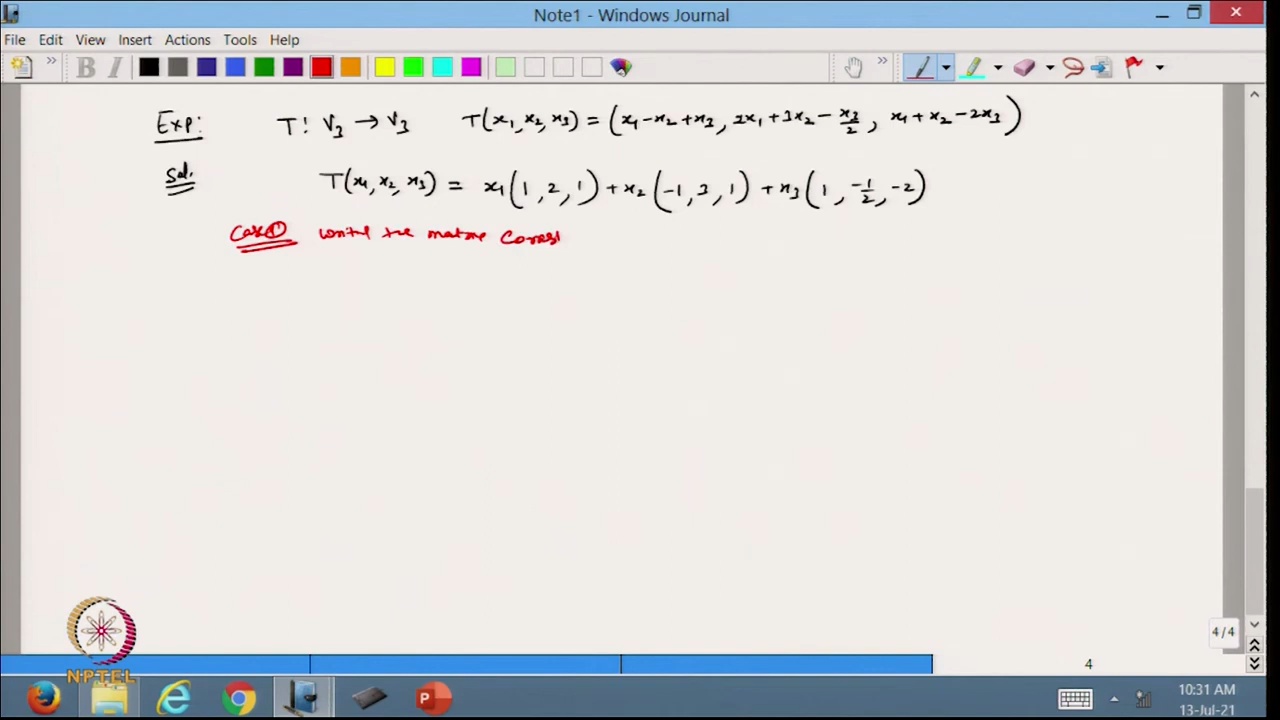 Note1 - Windows Journal
File Edit View Insert Actions Tools Help
B I
Exp: T: V₃ → V₃ T(x₁, x₂, x₃) = (x₁-x₂+x₃, 2x₁+3x₂-x₃/2, x₁+x₂-2x₃)
Sol. T(x₁, x₂, x₃) = x₁(1, 2, 1) + x₂(-1, 3, 1) + x₃(1, -1/2, -2)
Case① write the matrix
4/4
4
NPTEL
10:31 AM
13-Jul-21